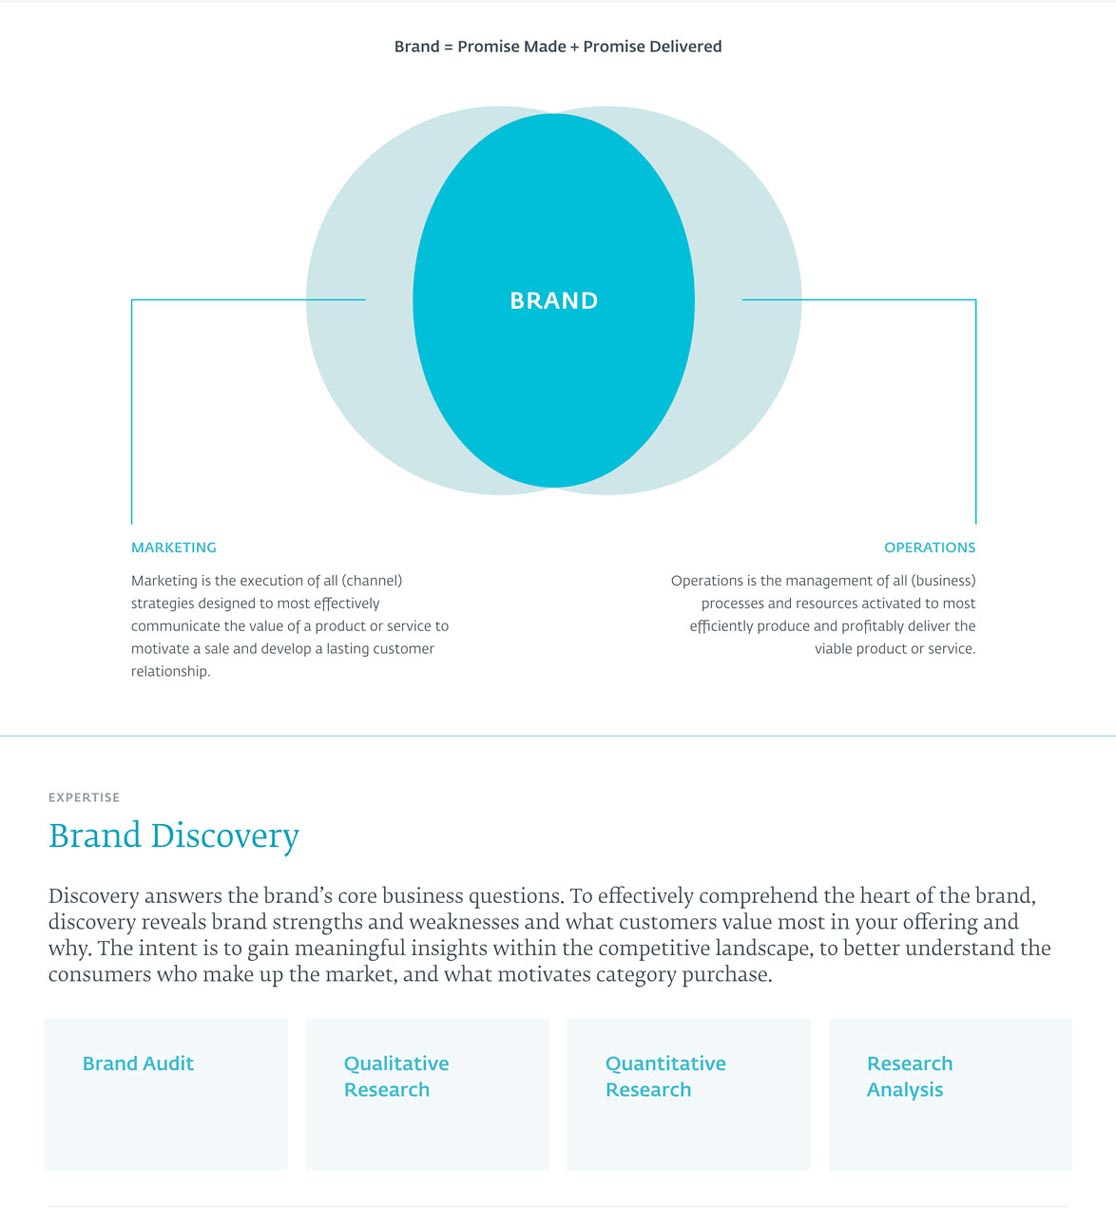 Brand = Promise Made + Promise Delivered
BRAND
MARKETING
Marketing is the execution of all (channel)
strategies designed to most effectively
communicate the value of a product or service to
motivate a sale and develop a lasting customer
relationship.
OPERATIONS
Operations is the management of all (business)
processes and resources activated to most
efficiently produce and profitably deliver the
viable product or service.
EXPERTISE
Brand Discovery
Discovery answers the brand’s core business questions. To effectively comprehend the heart of the brand,
discovery reveals brand strengths and weaknesses and what customers value most in your offering and
why. The intent is to gain meaningful insights within the competitive landscape, to better understand the
consumers who make up the market, and what motivates category purchase.
Brand Audit
Qualitative
Research
Quantitative
Research
Research
Analysis